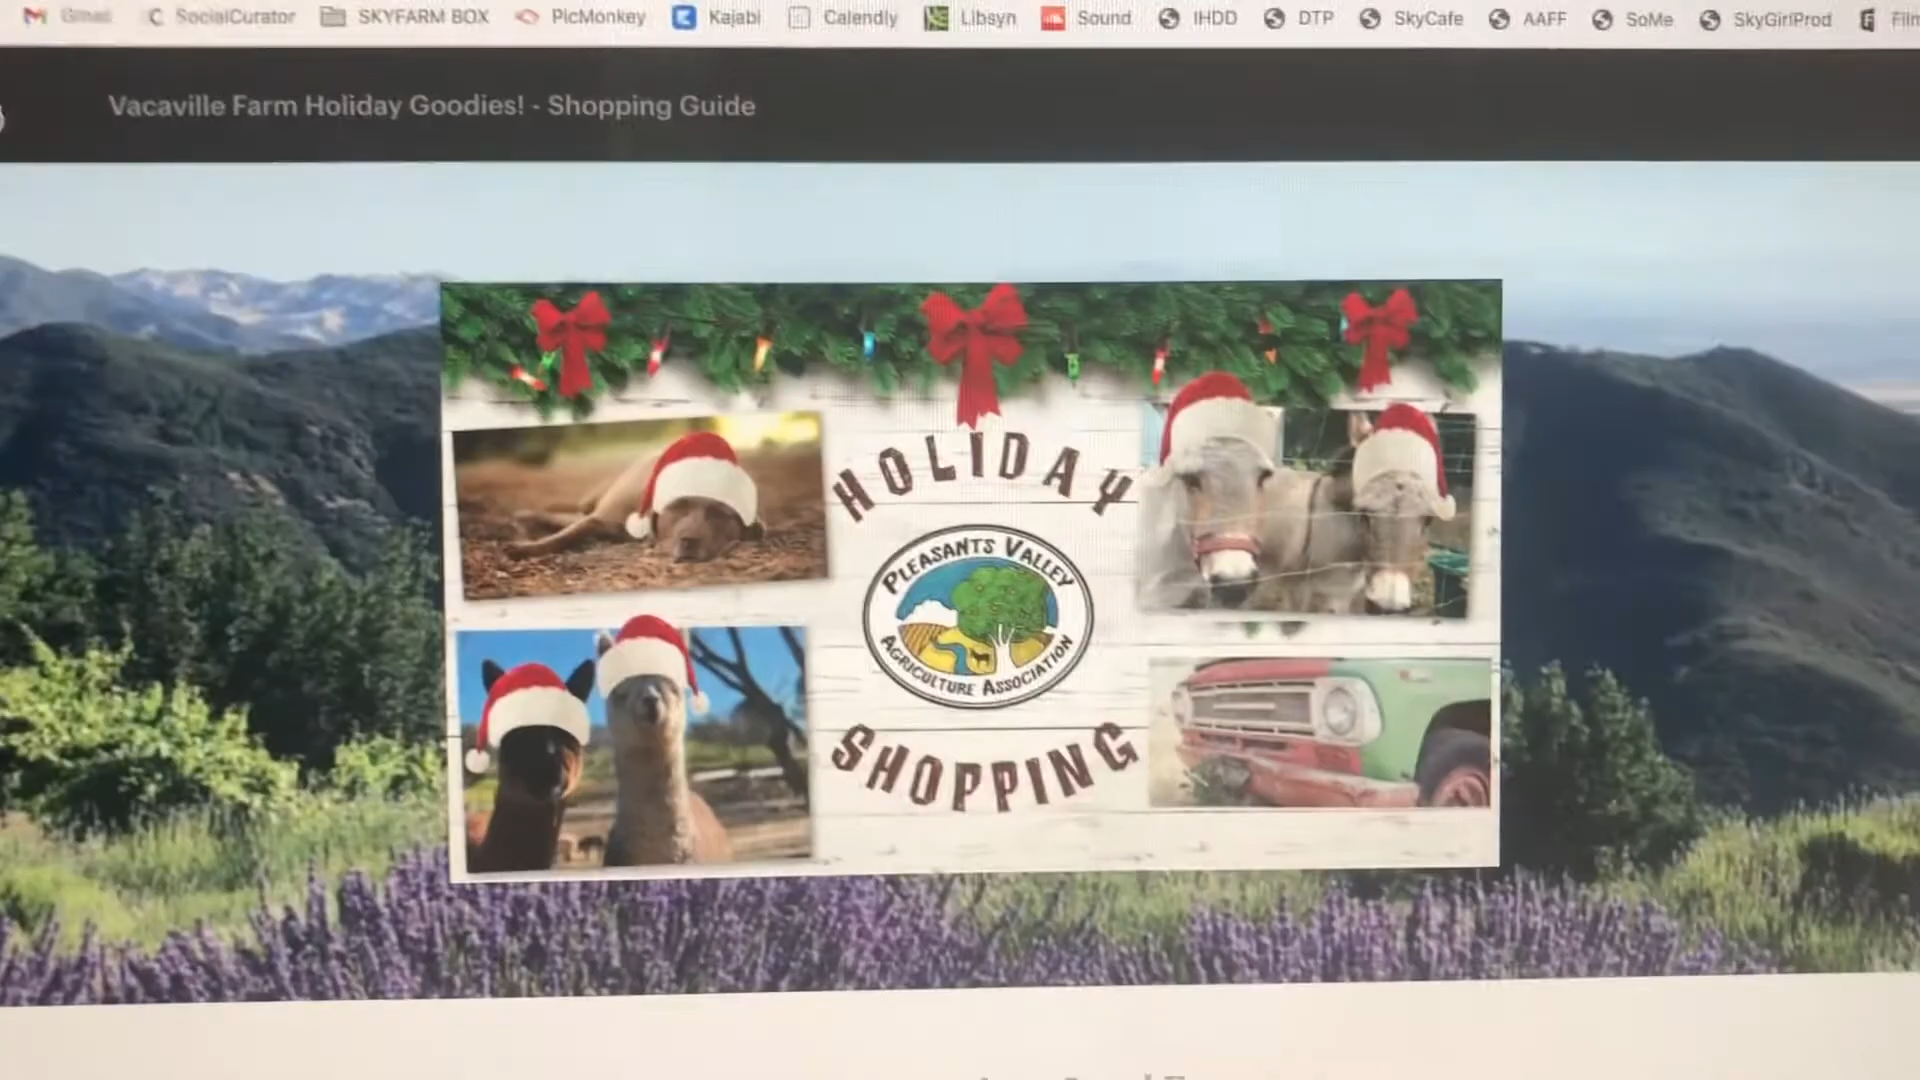 Gmail SocialCurator SKYFARM BOX PicMonkey Kajabi Calendly Libsyn Sound IHDD DTP SkyCafe AAFF SoMe SkyGirlProd
Vacaville Farm Holiday Goodies! - Shopping Guide
HOLIDAY
PLEASANTS VALLEY
AGRICULTURE ASSOCIATION
SHOPPING